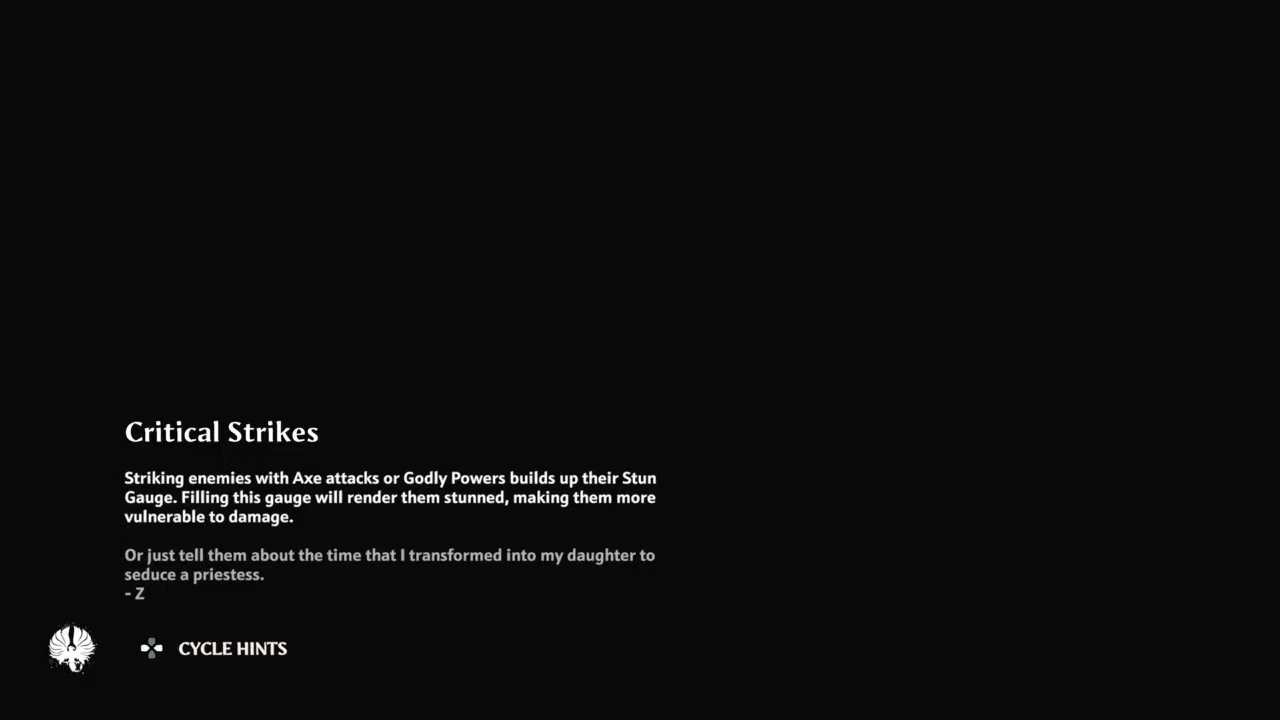 Critical Strikes
Striking enemies with Axe attacks or Godly Powers builds up their Stun
Gauge. Filling this gauge will render them stunned, making them more
vulnerable to damage.
Or just tell them about the time that I transformed into my daughter to
seduce a priestess.
- Z
CYCLE HINTS